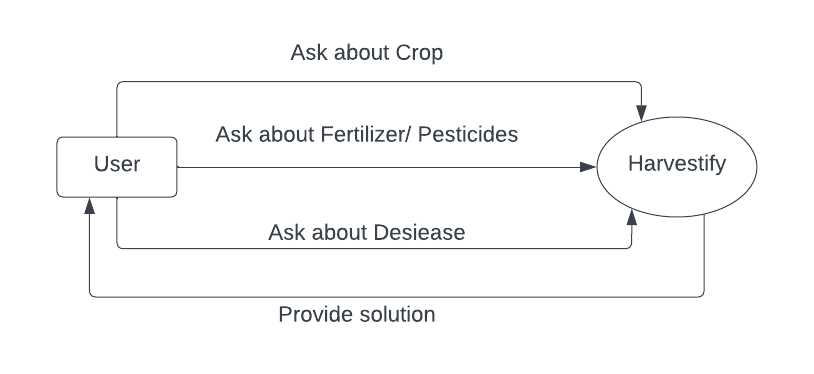 Ask about Crop
Ask about Fertilizer/ Pesticides
User
Harvestify
Ask about Desiease
Provide solution